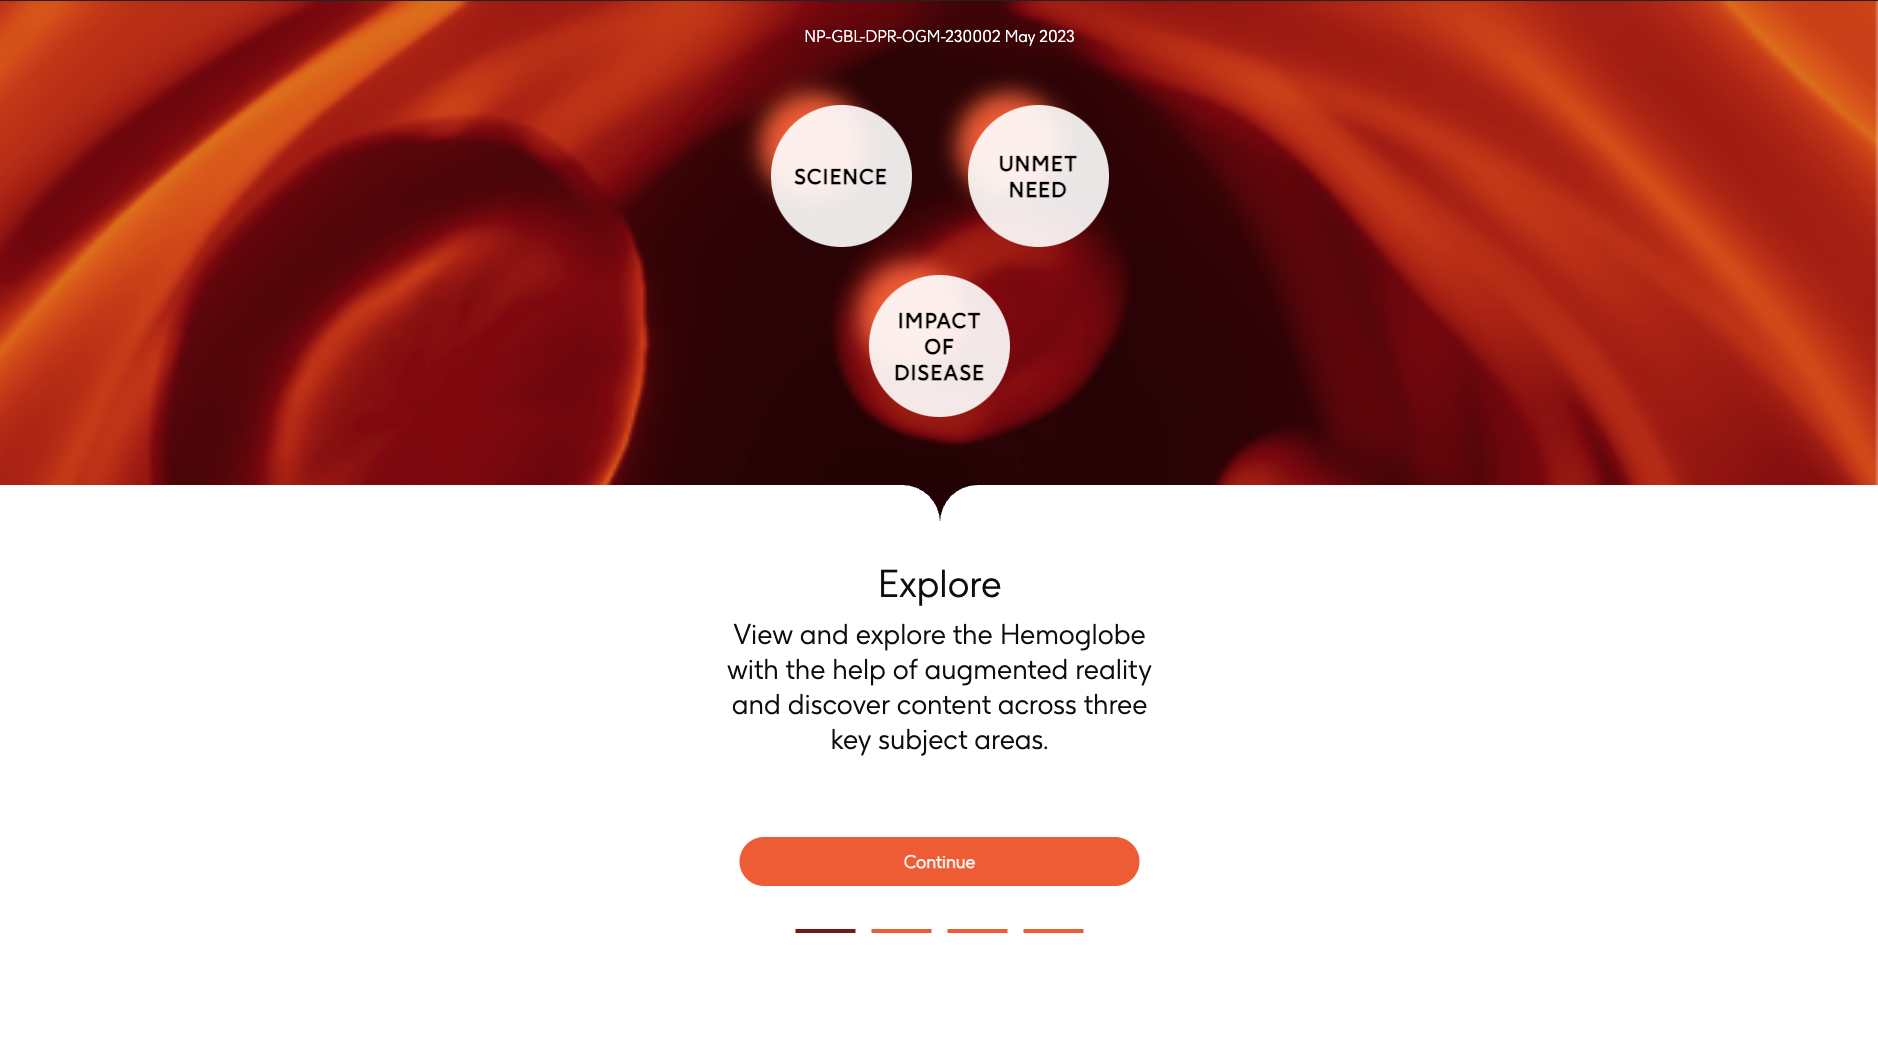 NP-GBL-DPR-OGM-230002 May 2023
SCIENCE
UNMET
NEED
IMPACT
OF
DISEASE
Explore
View and explore the Hemoglobe
with the help of augmented reality
and discover content across three
key subject areas.
Continue